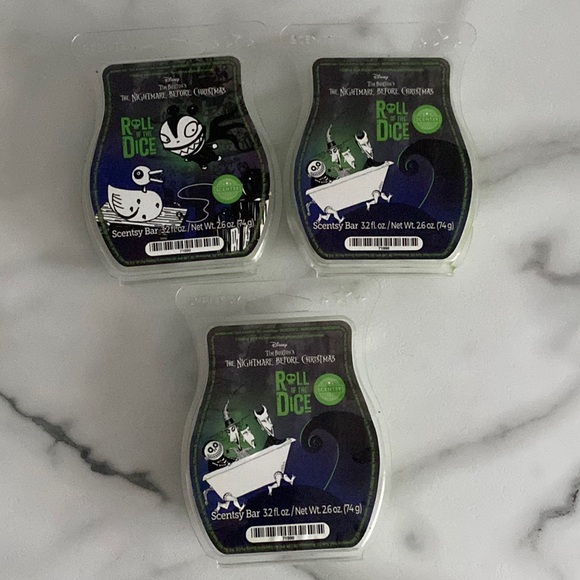 Disney
Tim Burton's
The Nightmare Before Christmas
Roll
of the
Dice
Scentsy Bar 3.2 fl. oz. / Net Wt. 2.6 oz. (74 g)
Disney
Tim Burton's
The Nightmare Before Christmas
Roll
of the
Dice
Scentsy Bar 3.2 fl. oz. / Net Wt. 2.6 oz. (74 g)
Disney
Tim Burton's
The Nightmare Before Christmas
Roll
of the
Dice
Scentsy Bar 3.2 fl. oz. / Net Wt. 2.6 oz. (74 g)